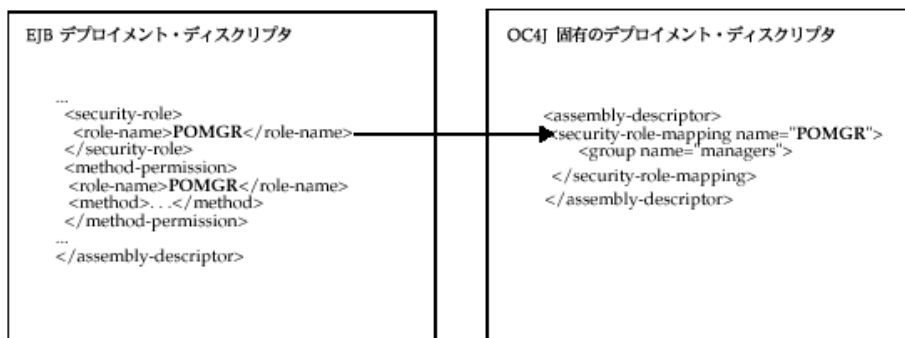 EJB デプロイメント・ディスクリプタ
...
<security-role>
<role-name>POMGR</role-name>
</security-role>
<method-permission>
<role-name>POMGR</role-name>
<method>. . .</method>
</method-permission>
...
</assembly-descriptor>
OC4J 固有のデプロイメント・ディスクリプタ
<assembly-descriptor>
<security-role-mapping name="POMGR">
<group name="managers">
</security-role-mapping>
</assembly-descriptor>